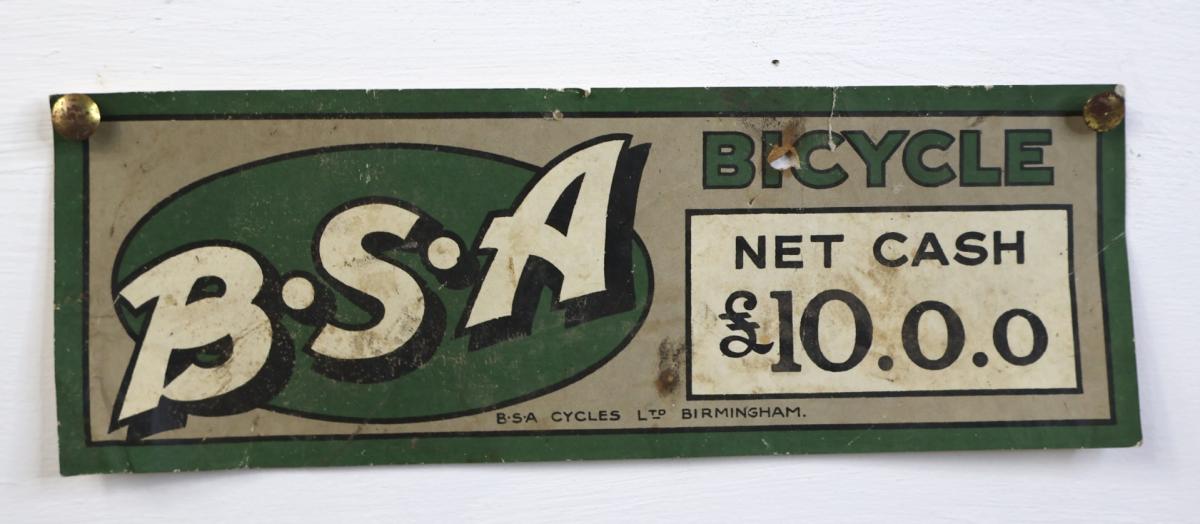 B·S·A
BICYCLE
NET CASH
£10.0.0
B·S·A CYCLES LTD BIRMINGHAM.